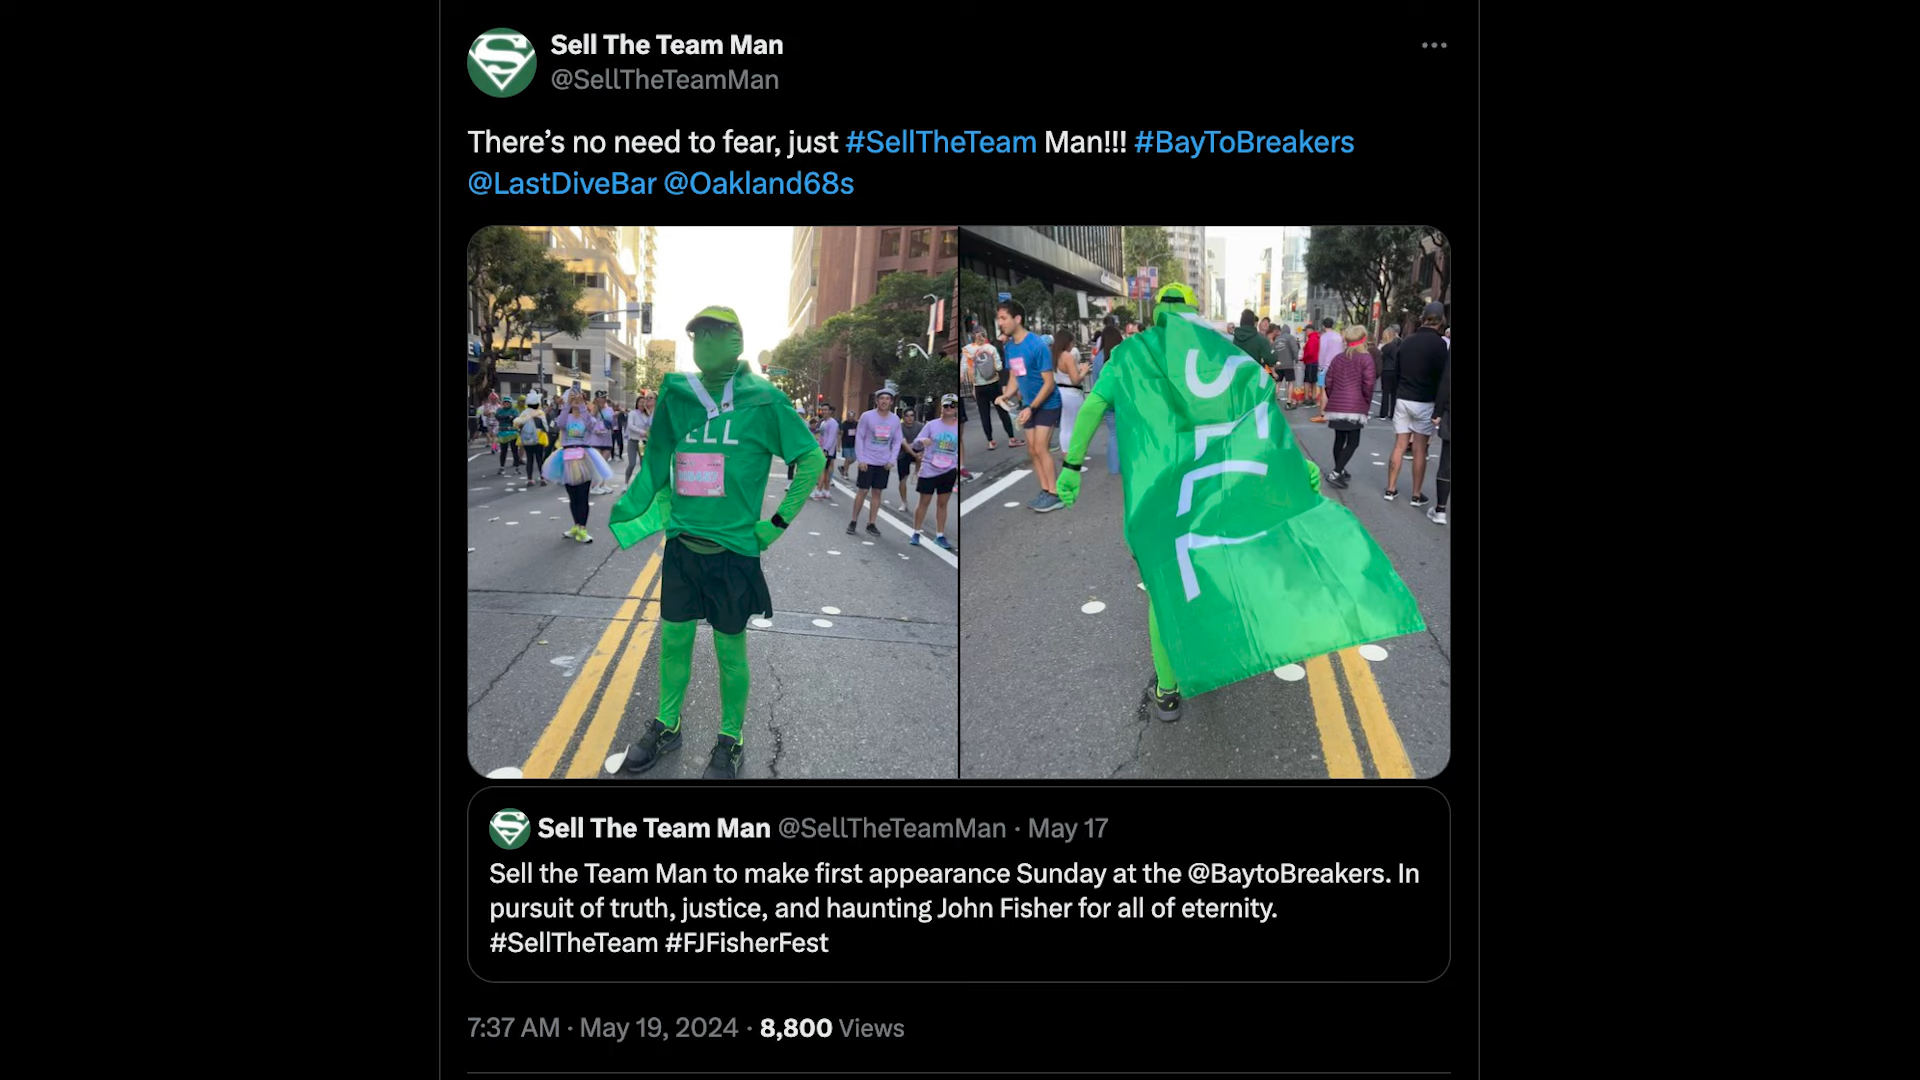 Sell The Team Man
@SellTheTeamMan
There’s no need to fear, just #SellTheTeam Man!!! #BayToBreakers
@LastDiveBar @Oakland68s
SELL
Sell The Team Man @SellTheTeamMan · May 17
Sell the Team Man to make first appearance Sunday at the @BaytoBreakers. In
pursuit of truth, justice, and haunting John Fisher for all of eternity.
#SellTheTeam #FJFisherFest
7:37 AM · May 19, 2024 · 8,800 Views